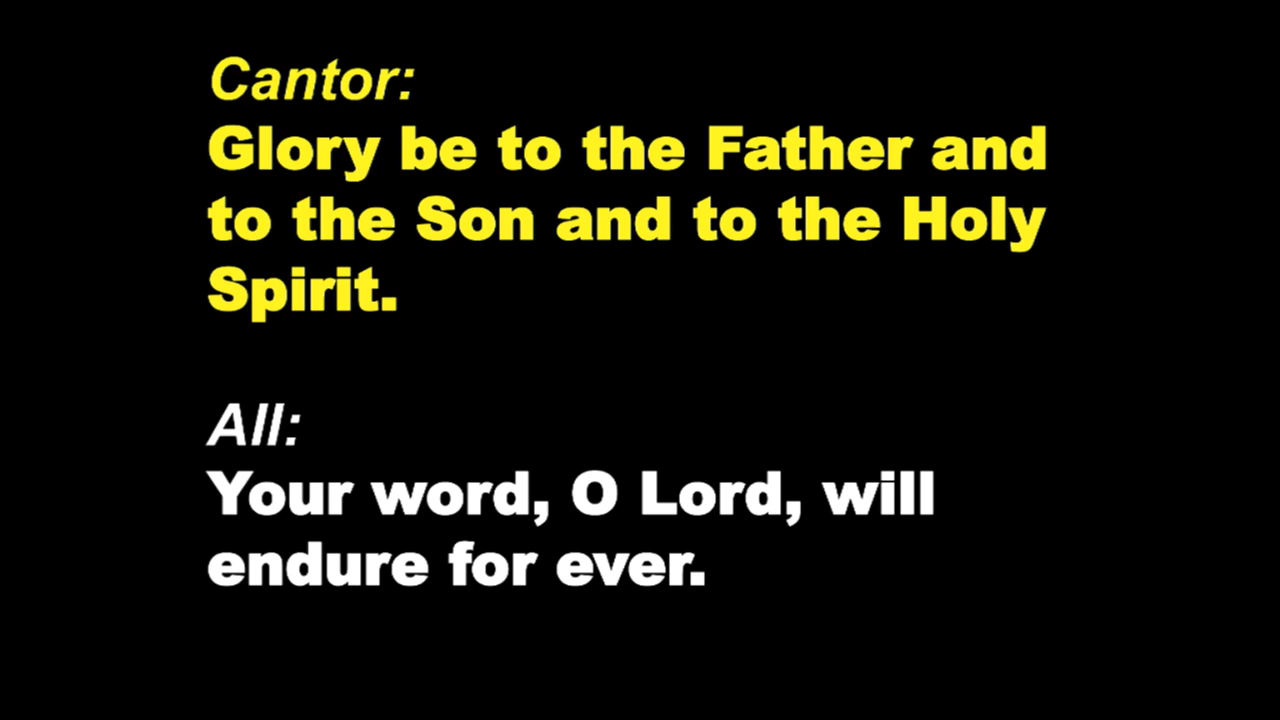 Cantor:
Glory be to the Father and
to the Son and to the Holy
Spirit.
All:
Your word, O Lord, will
endure for ever.